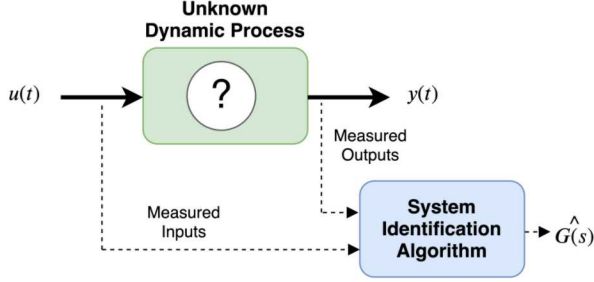 Unknown
Dynamic Process
u(t)
?
y(t)
Measured
Outputs
Measured
Inputs
System
Identification
Algorithm
Ĝ(s)